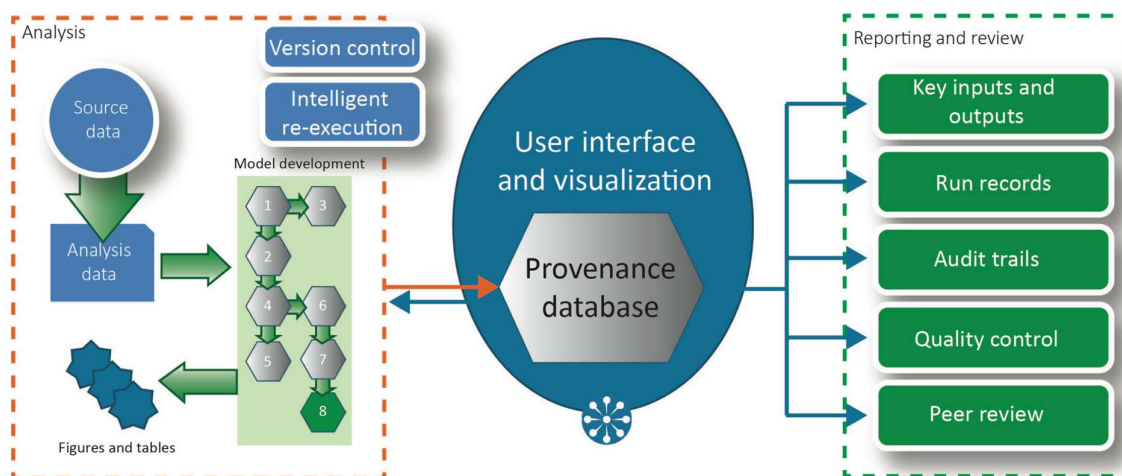 Analysis
Version control
Intelligent
re-execution
Source
data
Model development
1
3
2
Analysis
data
4
6
5
7
8
Figures and tables
User interface
and visualization
Provenance
database
Reporting and review
Key inputs and
outputs
Run records
Audit trails
Quality control
Peer review